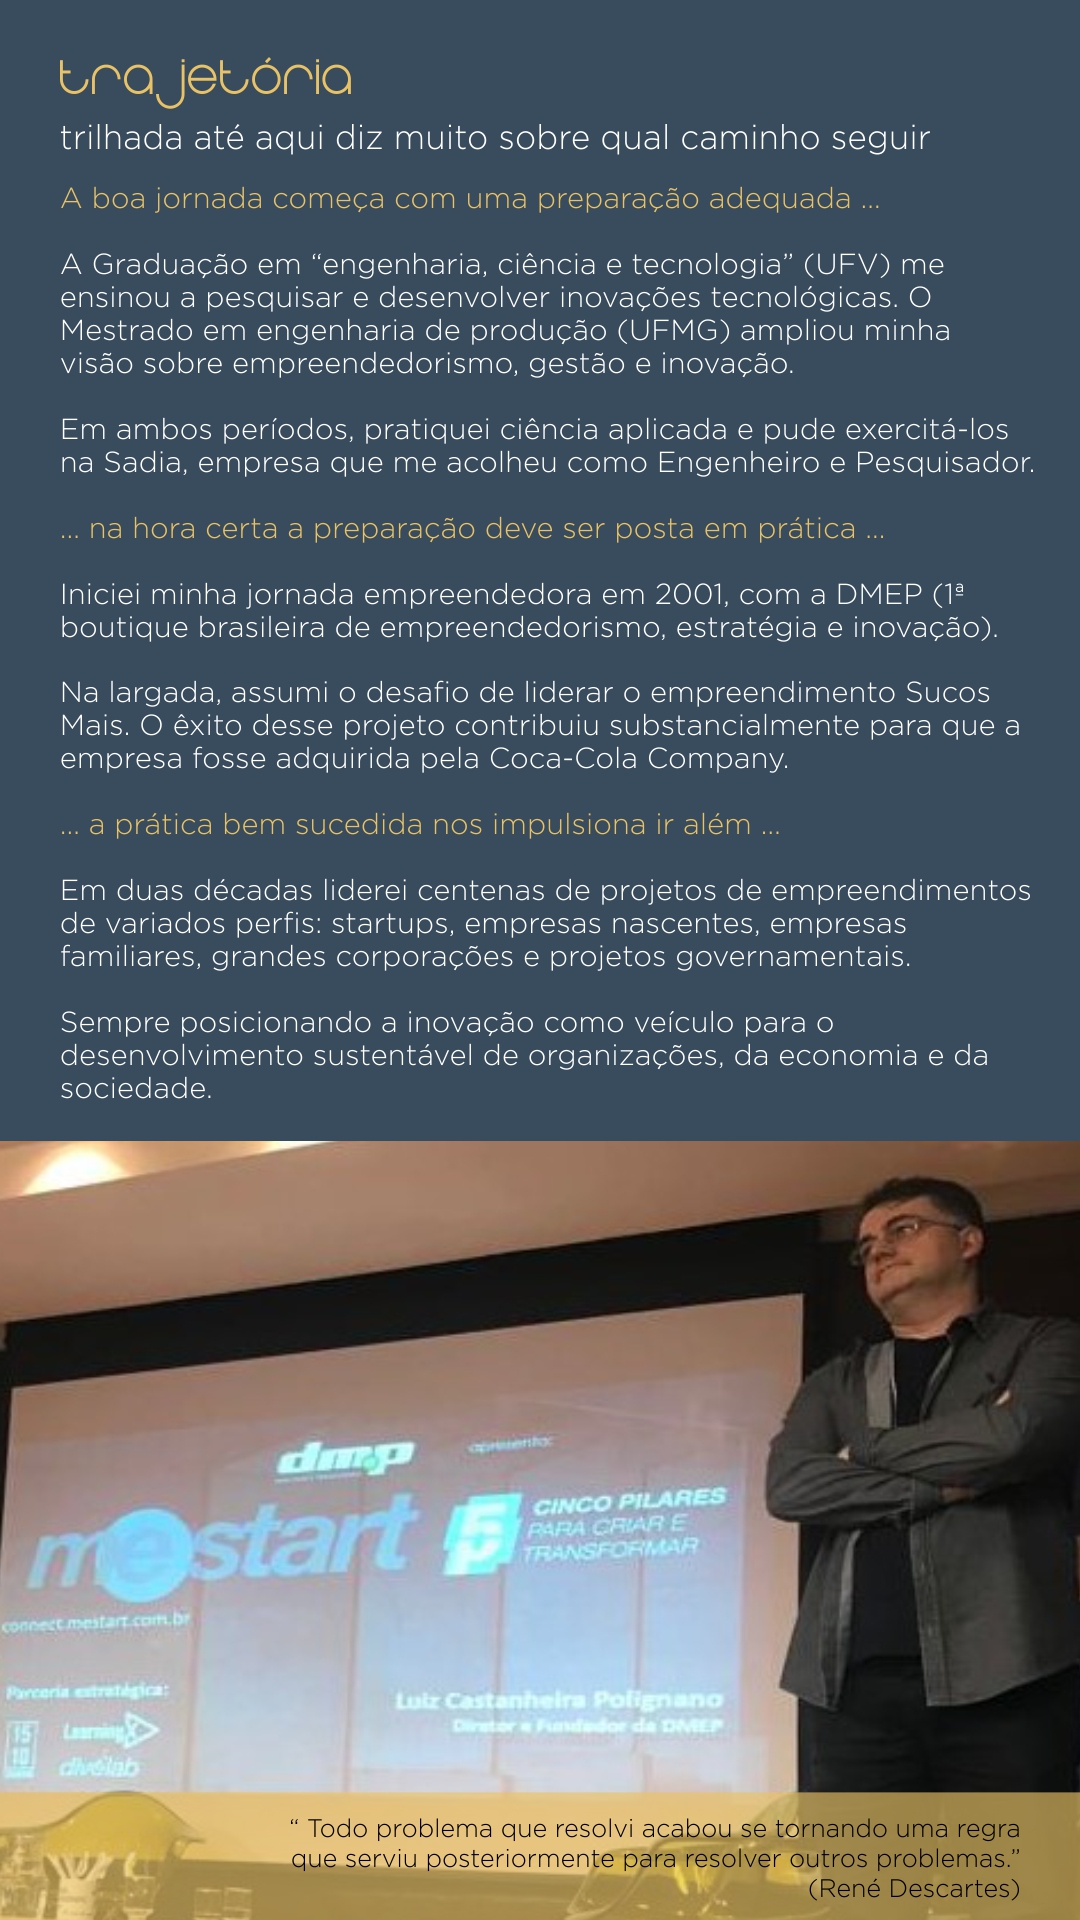 trajetória
trilhada até aqui diz muito sobre qual caminho seguir
A boa jornada começa com uma preparação adequada ...
A Graduação em “engenharia, ciência e tecnologia” (UFV) me
ensinou a pesquisar e desenvolver inovações tecnológicas. O
Mestrado em engenharia de produção (UFMG) ampliou minha
visão sobre empreendedorismo, gestão e inovação.
Em ambos períodos, pratiquei ciência aplicada e pude exercitá-los
na Sadia, empresa que me acolheu como Engenheiro e Pesquisador.
... na hora certa a preparação deve ser posta em prática ...
Iniciei minha jornada empreendedora em 2001, com a DMEP (1ª
boutique brasileira de empreendedorismo, estratégia e inovação).
Na largada, assumi o desafio de liderar o empreendimento Sucos
Mais. O êxito desse projeto contribuiu substancialmente para que a
empresa fosse adquirida pela Coca-Cola Company.
... a prática bem sucedida nos impulsiona ir além ...
Em duas décadas liderei centenas de projetos de empreendimentos
de variados perfis: startups, empresas nascentes, empresas
familiares, grandes corporações e projetos governamentais.
Sempre posicionando a inovação como veículo para o
desenvolvimento sustentável de organizações, da economia e da
sociedade.
dmep apresenta:
mestart 5P CINCO PILARES
PARA CRIAR E
TRANSFORMAR
connect.mestart.com.br
Parceria estratégica:
Luiz Castanheira Polignano
Diretor e Fundador da DMEP
15
10
Learning
divélab
“ Todo problema que resolvi acabou se tornando uma regra
que serviu posteriormente para resolver outros problemas.”
(René Descartes)